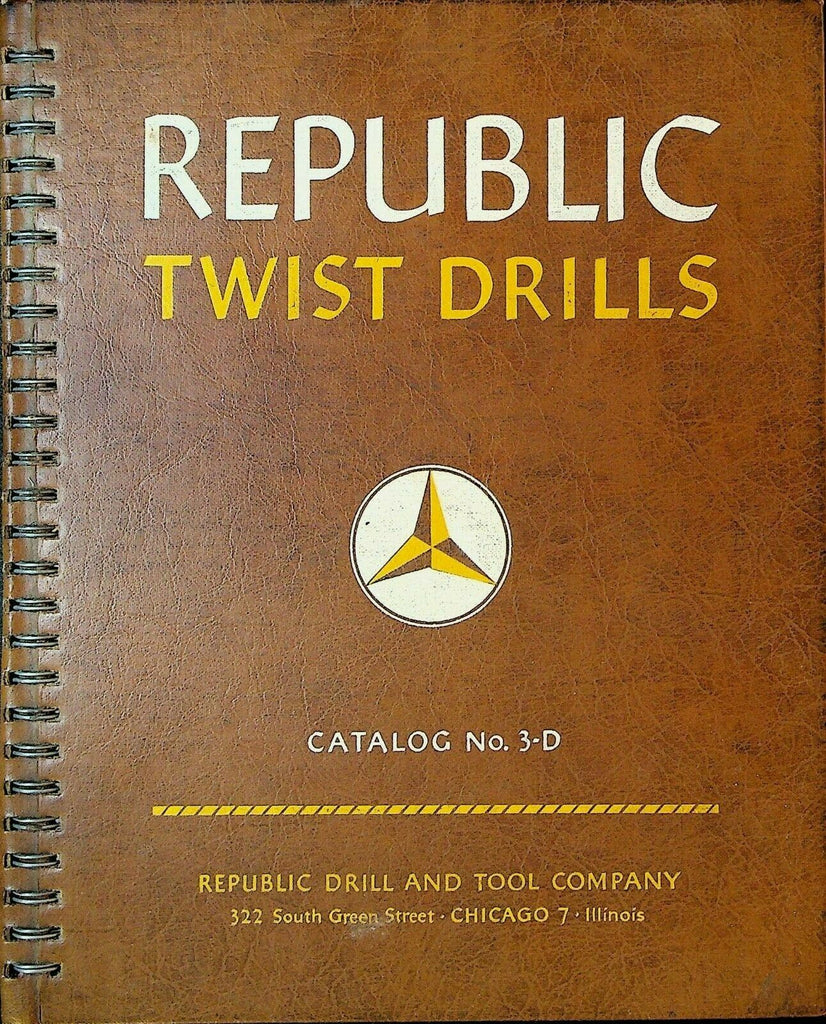 REPUBLIC
TWIST DRILLS
CATALOG No. 3-D
REPUBLIC DRILL AND TOOL COMPANY
322 South Green Street · CHICAGO 7 · Illinois